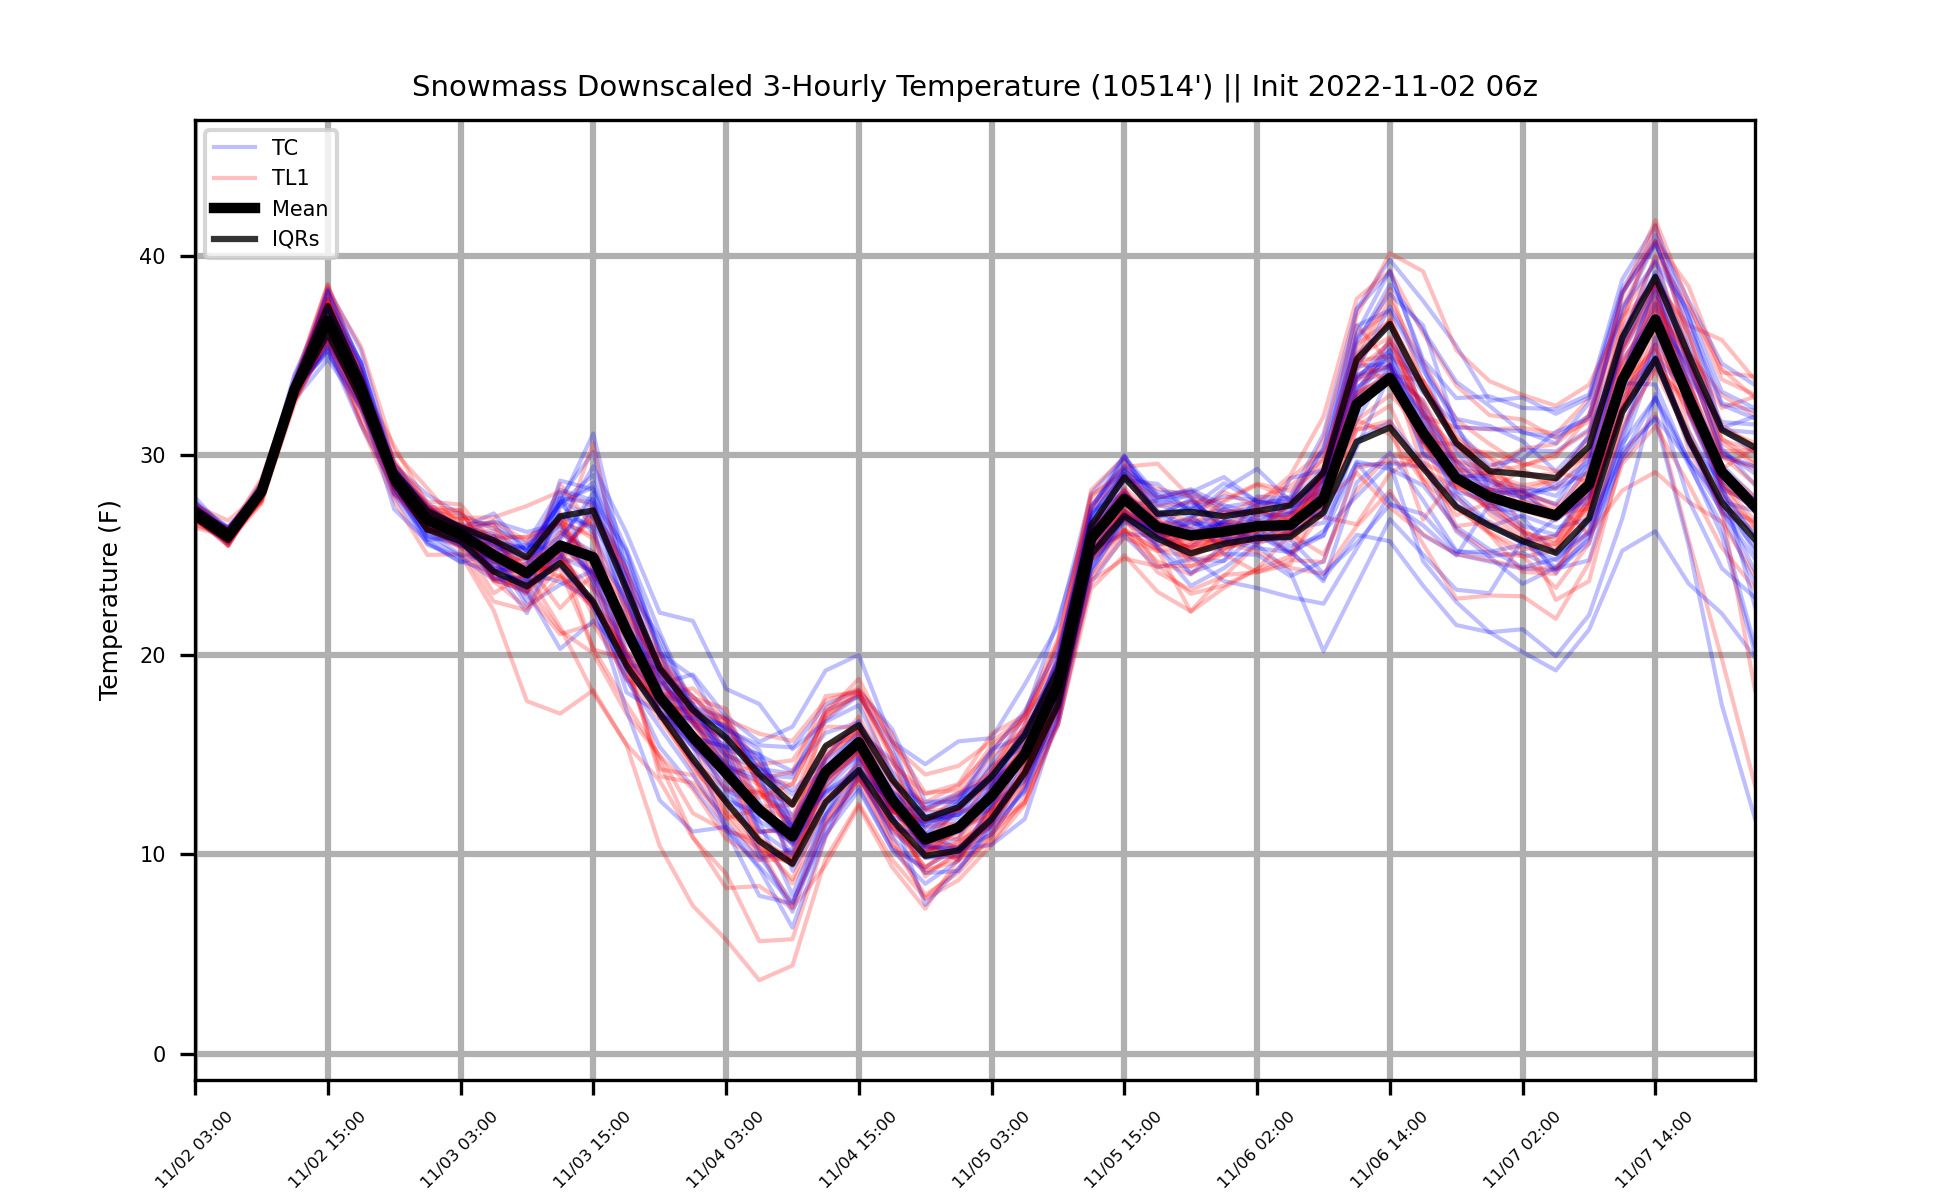 Snowmass Downscaled 3-Hourly Temperature (10514') || Init 2022-11-02 06z
TC
TL1
Mean
IQRs
Temperature (F)
40
30
20
10
0
11/02 03:00
11/02 15:00
11/03 03:00
11/03 15:00
11/04 03:00
11/04 15:00
11/05 03:00
11/05 15:00
11/06 02:00
11/06 14:00
11/07 02:00
11/07 14:00